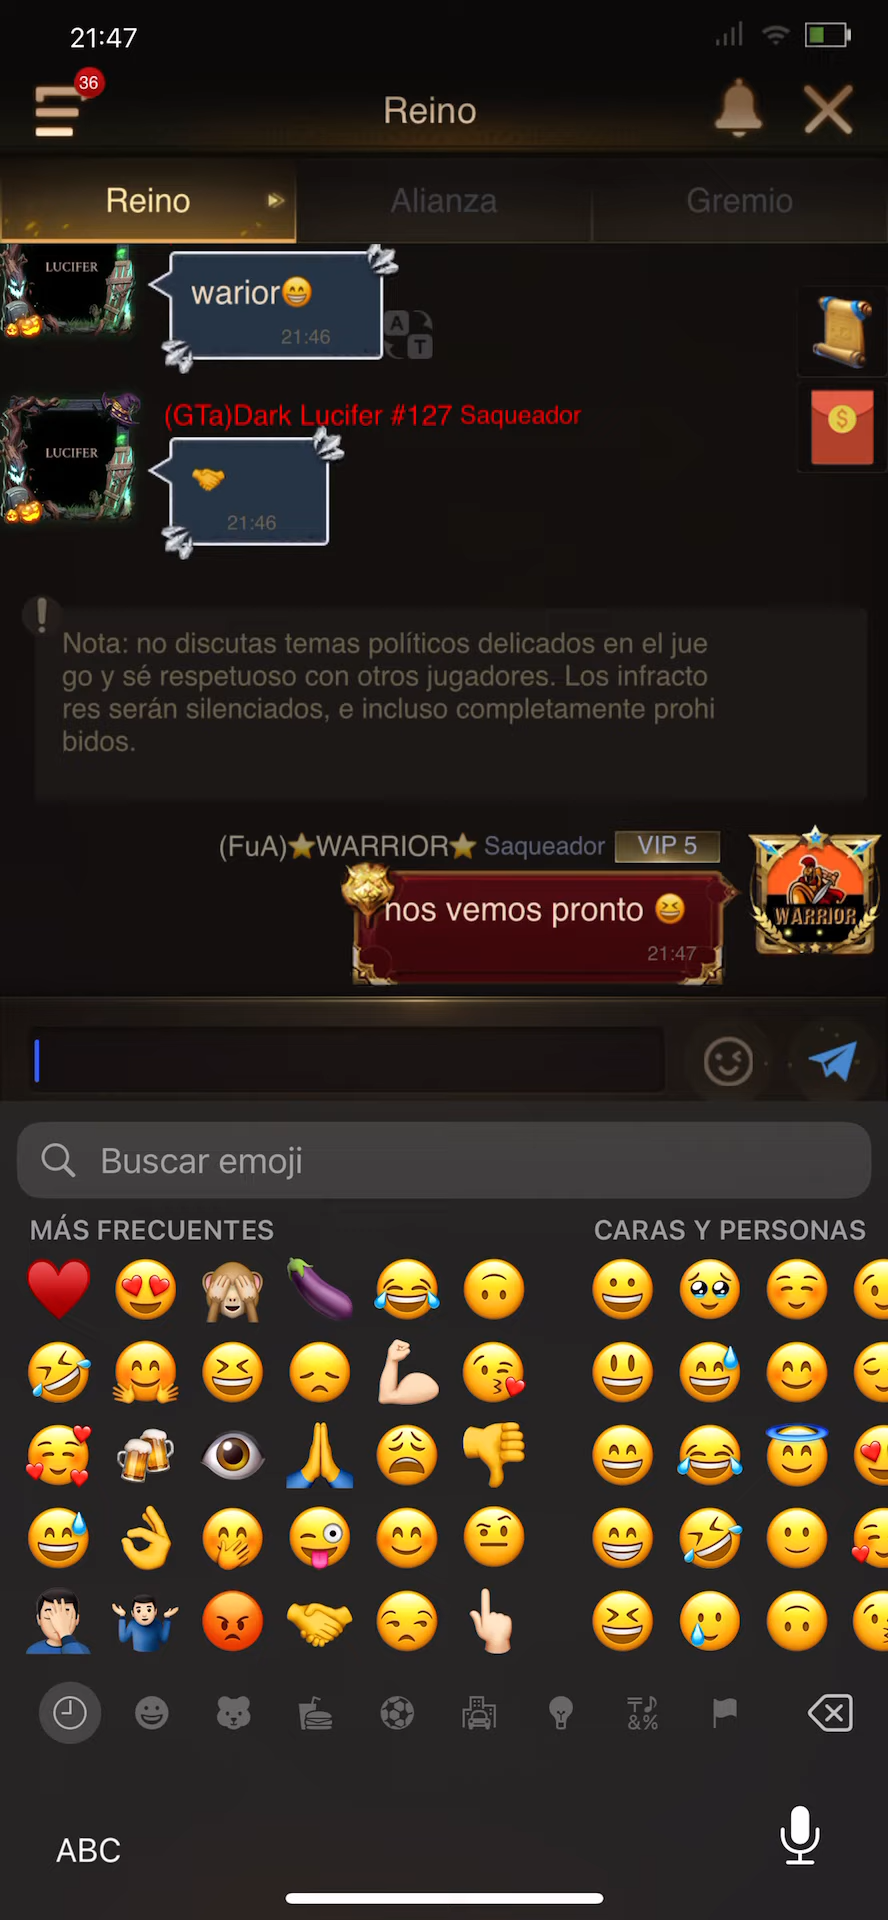 21:47
36
Reino
Reino
Alianza
Gremio
LUCIFER
warior😁
21:46
A
T
(GTa)Dark Lucifer #127 Saqueador
LUCIFER
🤝
21:46
Nota: no discutas temas políticos delicados en el jue
go y sé respetuoso con otros jugadores. Los infracto
res serán silenciados, e incluso completamente prohi
bidos.
(FuA)⭐WARRIOR⭐ Saqueador VIP 5
nos vemos pronto 😆
21:47
WARRIOR
Buscar emoji
MÁS FRECUENTES
CARAS Y PERSONAS
ABC